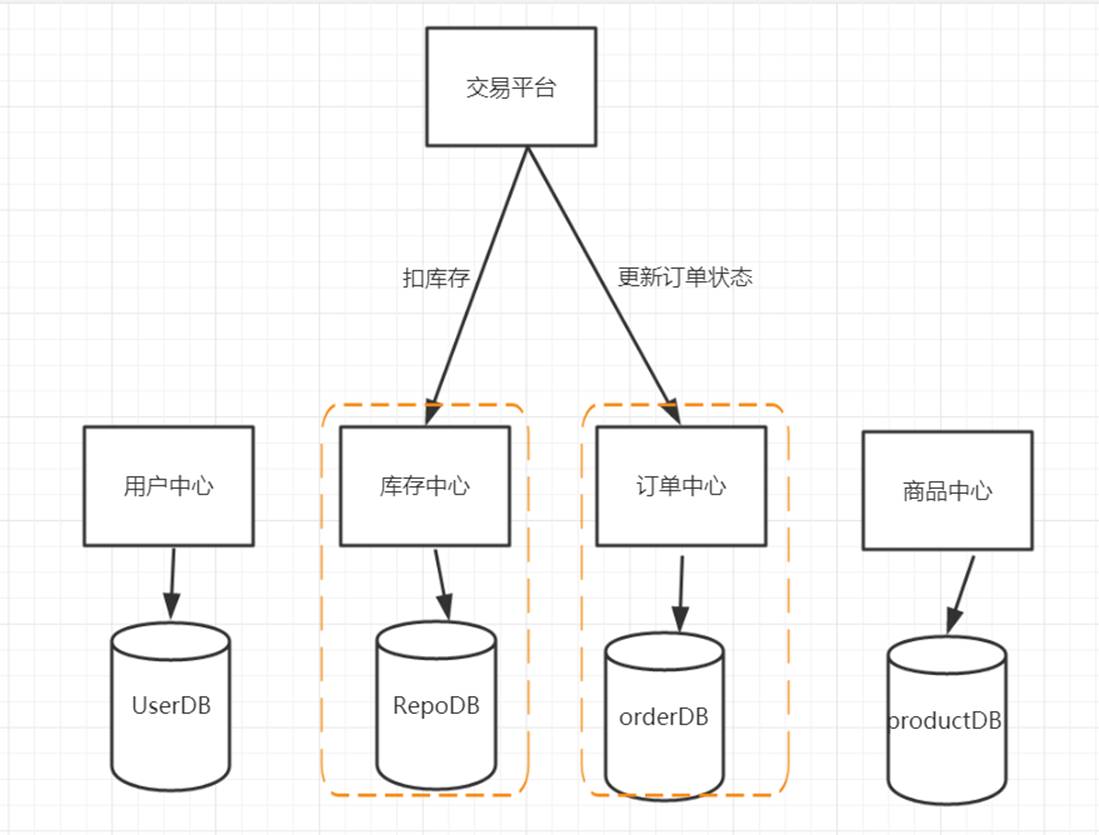 交易平台
扣库存
更新订单状态
用户中心
库存中心
订单中心
商品中心
UserDB
RepoDB
orderDB
productDB